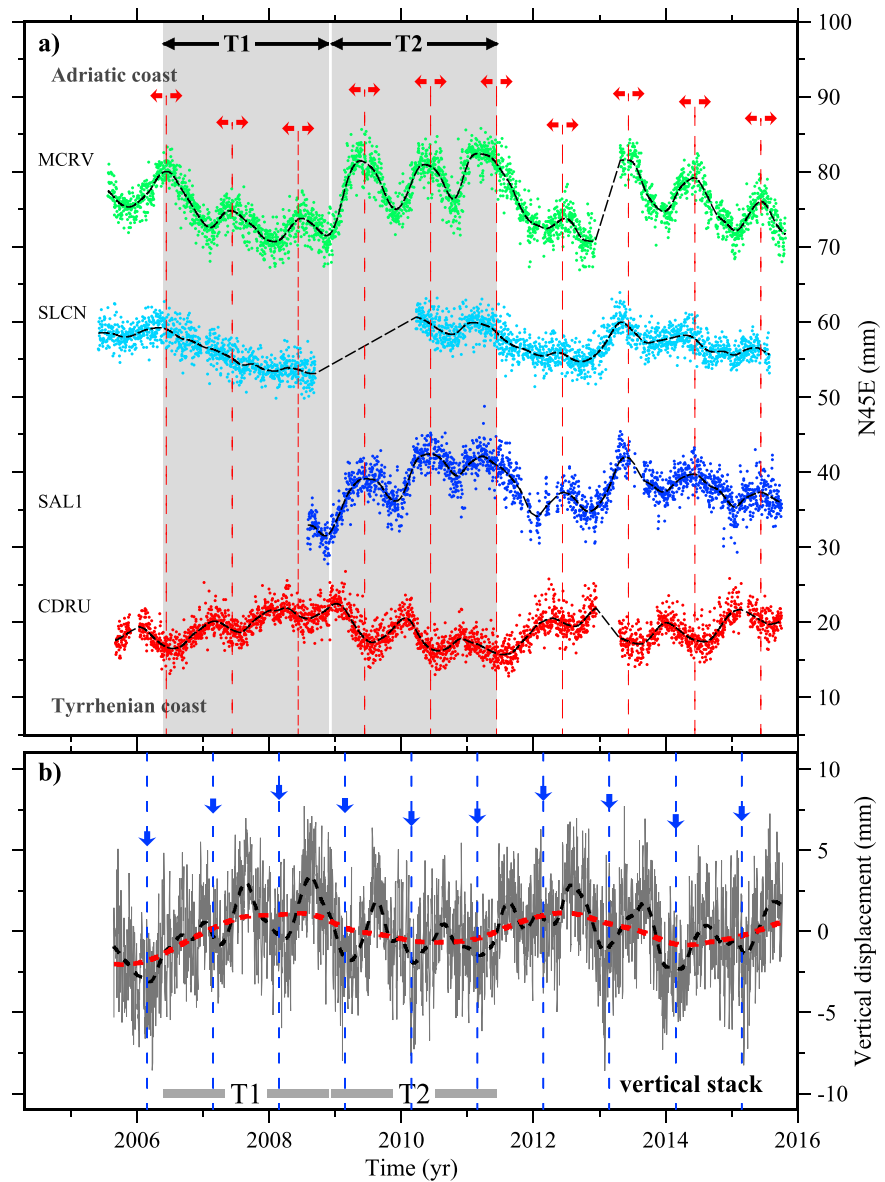 a)
T1
T2
Adriatic coast
MCRV
SLCN
SAL1
CDRU
Tyrrhenian coast
100
90
80
70
60
50
40
30
20
10
N45E (mm)
b)
10
5
0
-5
-10
Vertical displacement (mm)
T1
T2
vertical stack
2006
2008
2010
2012
2014
2016
Time (yr)